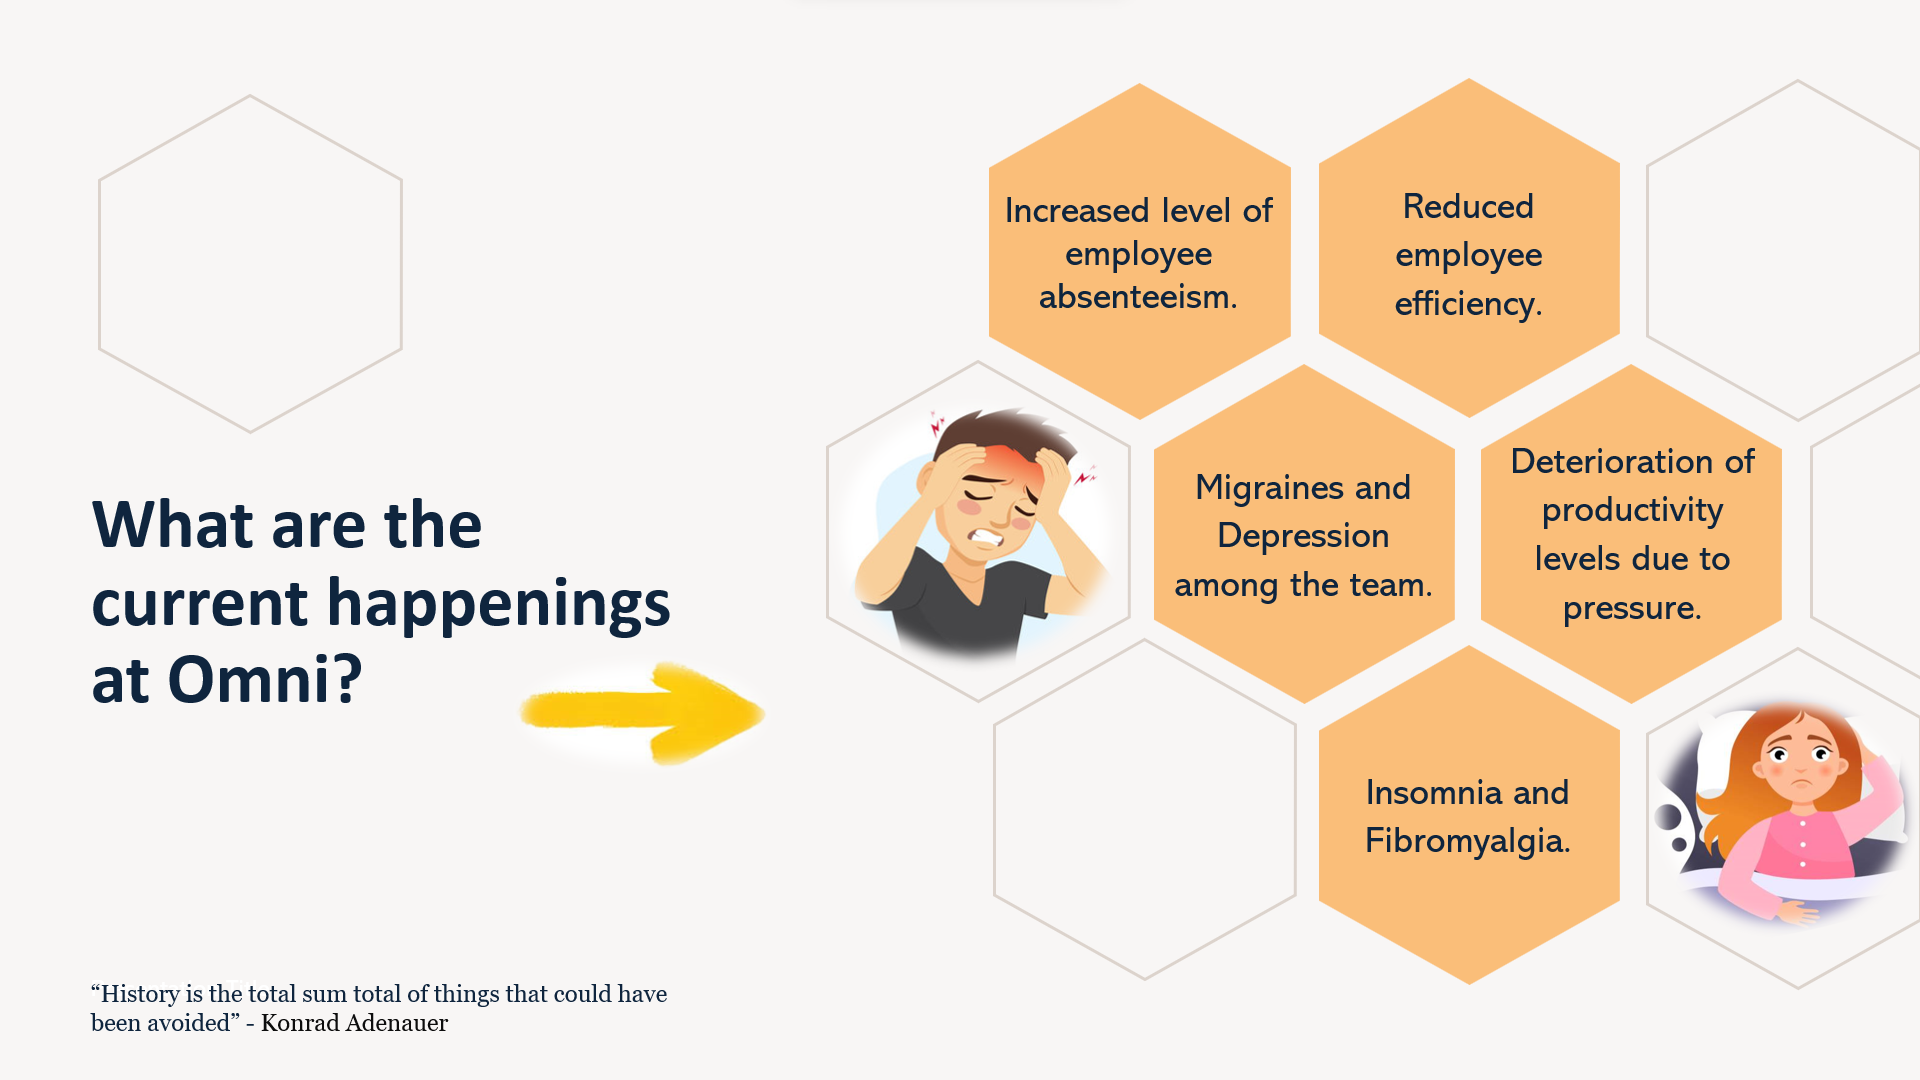 What are the
current happenings
at Omni?
“History is the total sum total of things that could have
been avoided” - Konrad Adenauer
Increased level of
employee
absenteeism.
Reduced
employee
efficiency.
Migraines and
Depression
among the team.
Deterioration of
productivity
levels due to
pressure.
Insomnia and
Fibromyalgia.